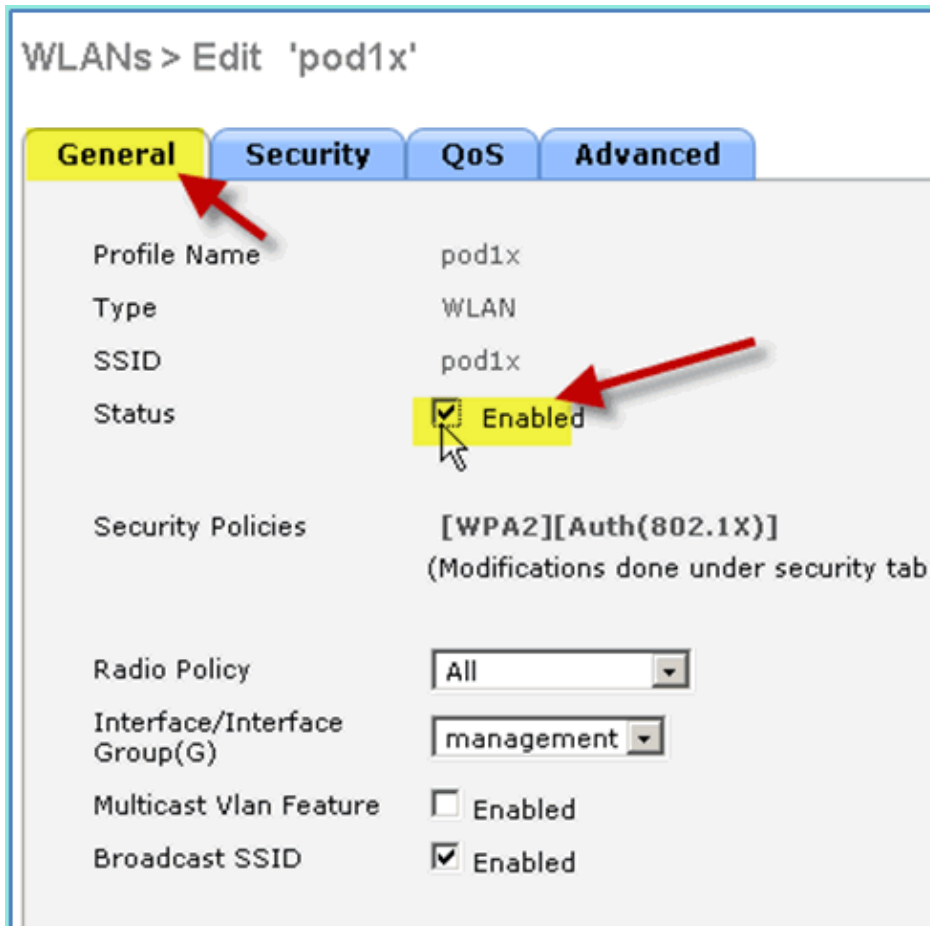 WLANs > Edit 'pod1x'
General Security QoS Advanced
Profile Name pod1x
Type WLAN
SSID pod1x
Status Enabled
Security Policies [WPA2][Auth(802.1X)]
(Modifications done under security tab
Radio Policy All
Interface/Interface
Group(G) management
Multicast Vlan Feature Enabled
Broadcast SSID Enabled